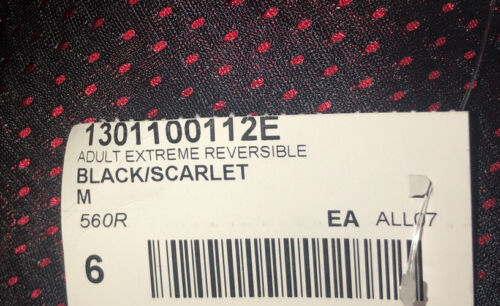 1301100112E
ADULT EXTREME REVERSIBLE
BLACK/SCARLET
M
560R EA ALL07
6